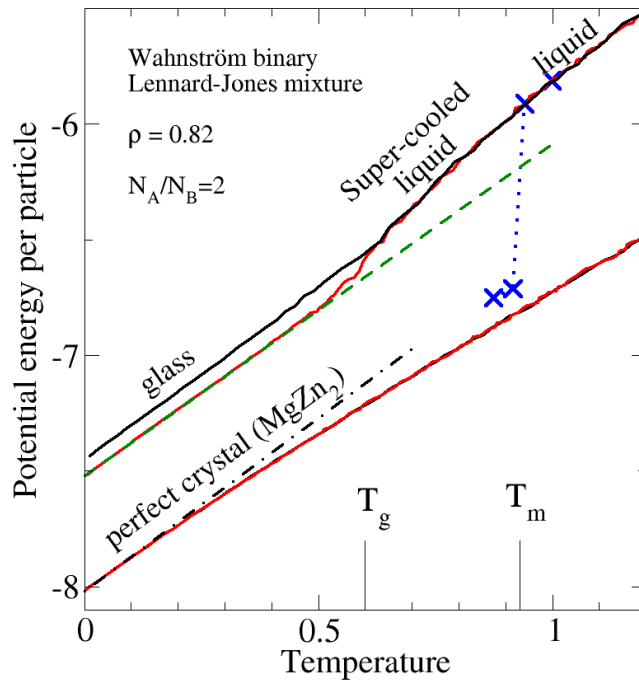 Wahnström binary
Lennard-Jones mixture
ρ = 0.82
N_A/N_B=2
liquid
Super-cooled
liquid
glass
perfect crystal (MgZn₂)
T_g
T_m
-6
-7
-8
0
0.5
1
Temperature
Potential energy per particle